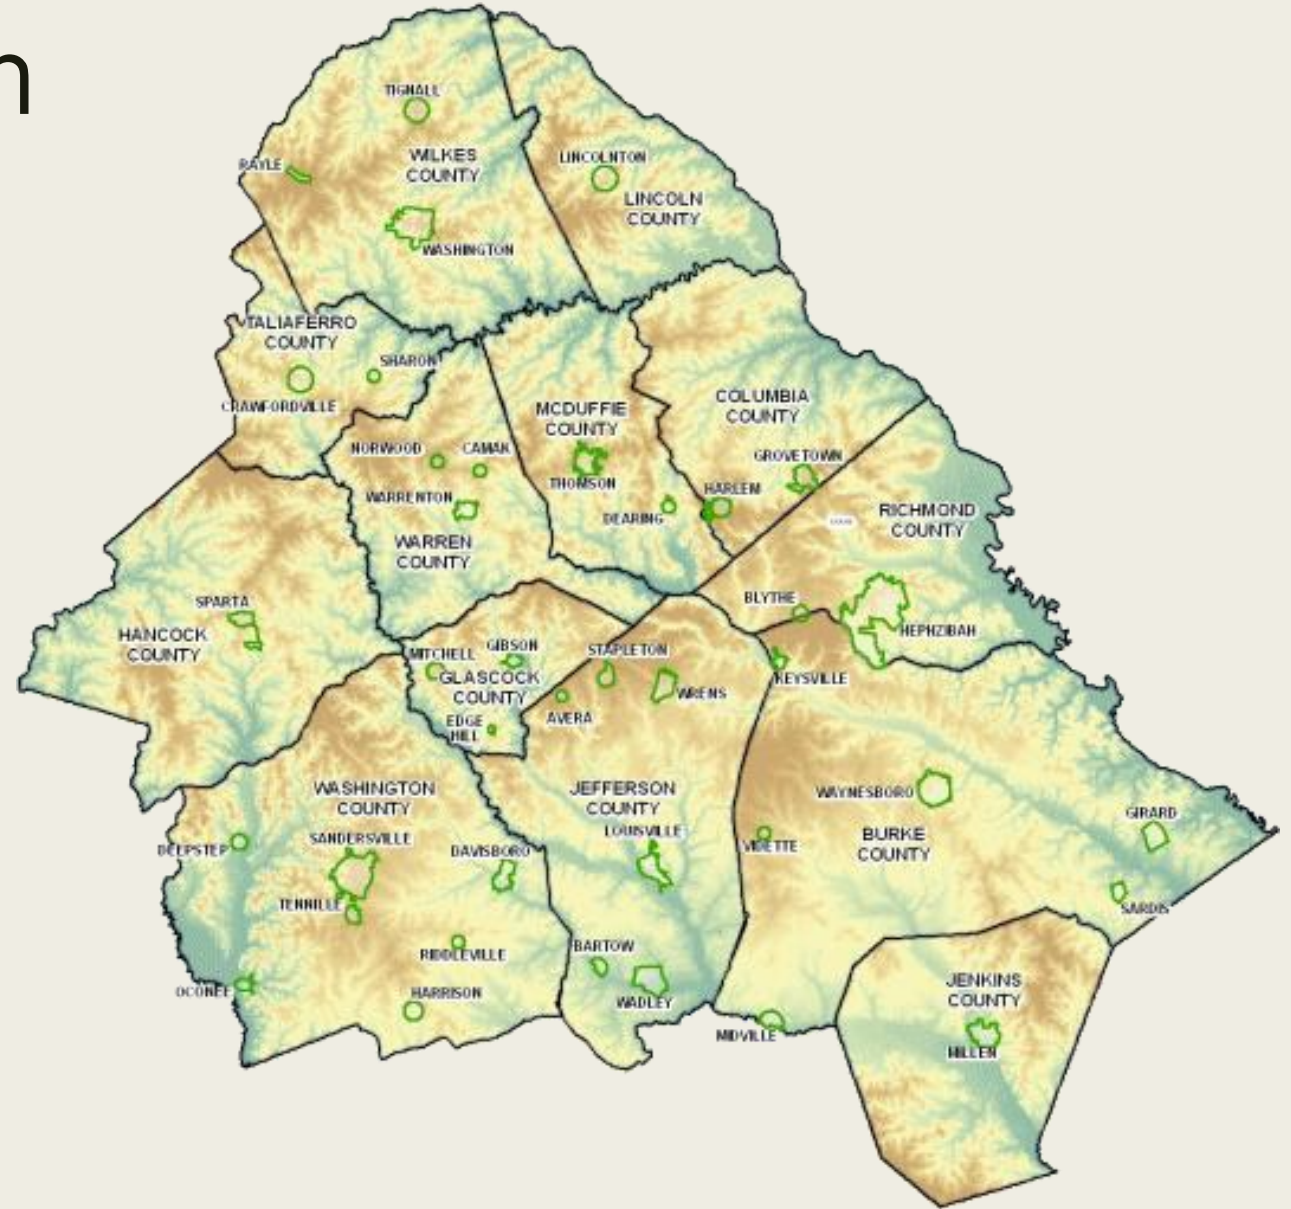 n
TIGNALL
RAYLE
WILKES
COUNTY
LINCOLNTON
LINCOLN
COUNTY
WASHINGTON
TALIAFERRO
COUNTY
SHARON
CRAWFORDVILLE
COLUMBIA
COUNTY
MCDUFFIE
COUNTY
NORWOOD
CAMAK
GROVETOWN
THOMSON
HARLEM
WARRENTON
DEARING
RICHMOND
COUNTY
WARREN
COUNTY
SPARTA
BLYTHE
HANCOCK
COUNTY
HEPHZIBAH
MITCHELL
GIBSON
STAPLETON
GLASCOCK
COUNTY
KEYSVILLE
WRENS
EDGE
HILL
AVERA
WASHINGTON
COUNTY
JEFFERSON
COUNTY
WAYNESBORO
GIRARD
SANDERSVILLE
LOUISVILLE
BURKE
COUNTY
DEEPSTEP
DAVISBORO
VIDETTE
TENNILLE
SARDIS
RIDDLEVILLE
BARTOW
OCONEE
HARRISON
WADLEY
JENKINS
COUNTY
MIDVILLE
MILLEN